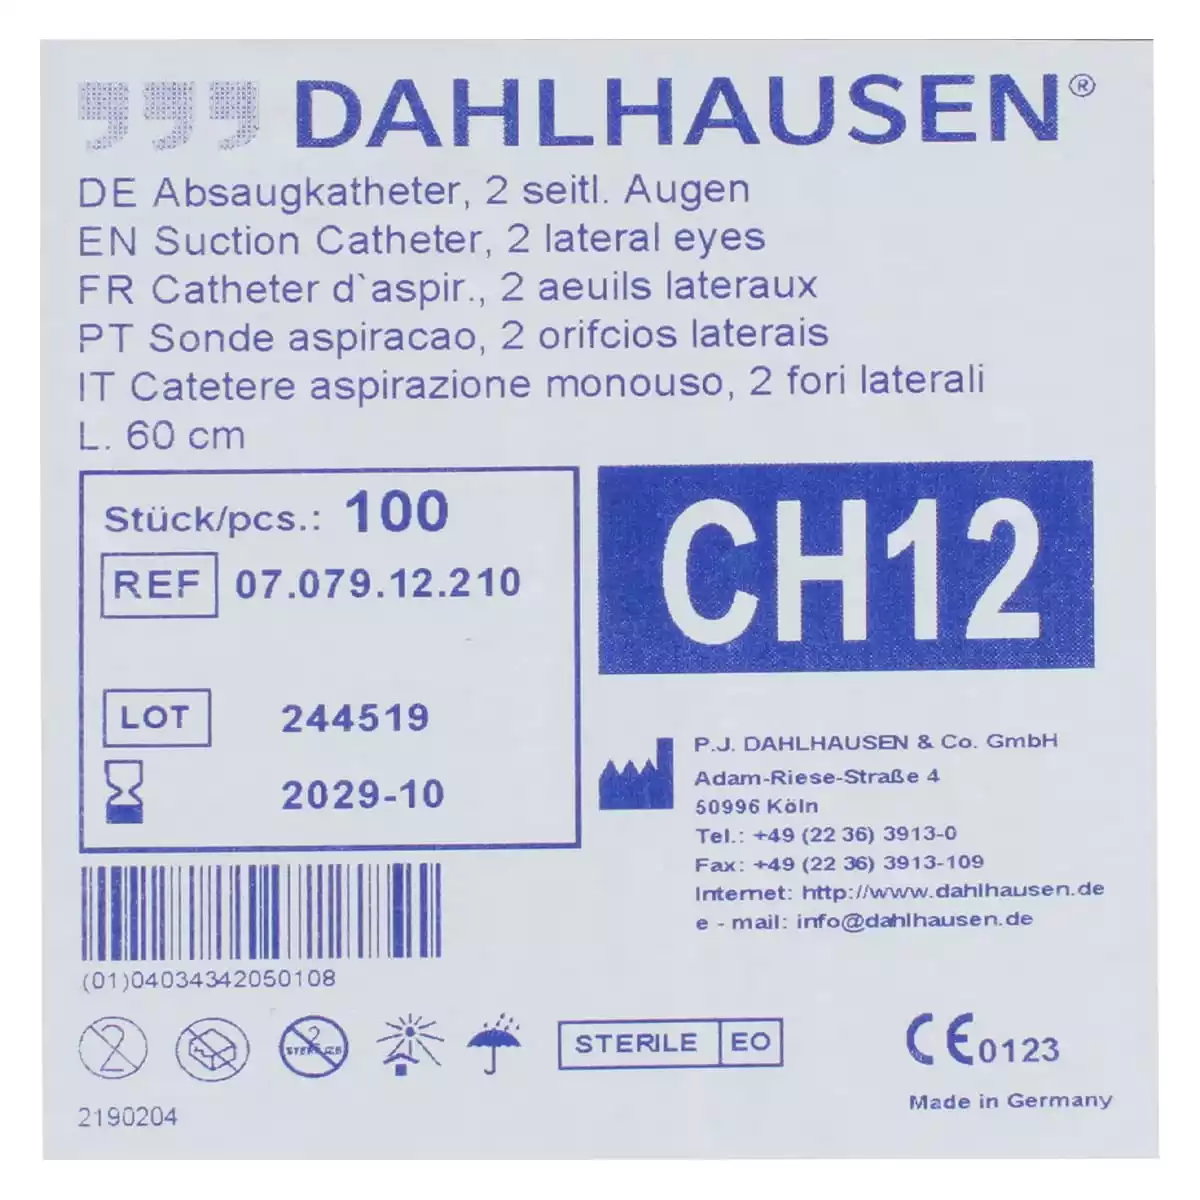 DAHLHAUSEN®
DE Absaugkatheter, 2 seitl. Augen
EN Suction Catheter, 2 lateral eyes
FR Catheter d`aspir., 2 aeuils lateraux
PT Sonde aspiracao, 2 orifcios laterais
IT Catetere aspirazione monouso, 2 fori laterali
L. 60 cm
Stück/pcs.: 100
REF 07.079.12.210
LOT 244519
2029-10
CH12
P.J. DAHLHAUSEN & Co. GmbH
Adam-Riese-Straße 4
50996 Köln
Tel.: +49 (22 36) 3913-0
Fax: +49 (22 36) 3913-109
Internet: http://www.dahlhausen.de
e - mail: info@dahlhausen.de
(01)04034342050108
2
2 STERILIZE
STERILE EO
CE0123
Made in Germany
2190204